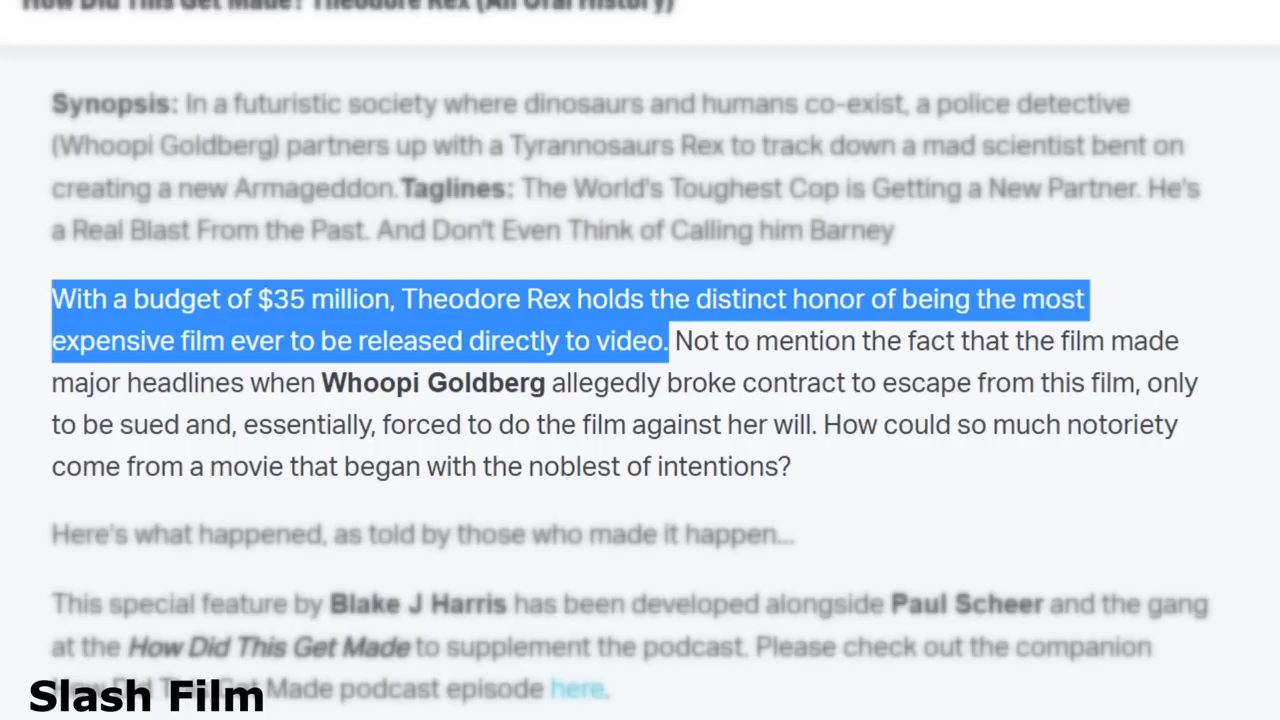 How Did This Get Made? Theodore Rex (An Oral History)
Synopsis: In a futuristic society where dinosaurs and humans co-exist, a police detective
(Whoopi Goldberg) partners up with a Tyrannosaurs Rex to track down a mad scientist bent on
creating a new Armageddon.Taglines: The World's Toughest Cop is Getting a New Partner. He's
a Real Blast From the Past. And Don't Even Think of Calling him Barney
With a budget of $35 million, Theodore Rex holds the distinct honor of being the most
expensive film ever to be released directly to video. Not to mention the fact that the film made
major headlines when Whoopi Goldberg allegedly broke contract to escape from this film, only
to be sued and, essentially, forced to do the film against her will. How could so much notoriety
come from a movie that began with the noblest of intentions?
Here's what happened, as told by those who made it happen...
This special feature by Blake J Harris has been developed alongside Paul Scheer and the gang
at the How Did This Get Made to supplement the podcast. Please check out the companion
How Did This Get Made podcast episode here.
Slash Film